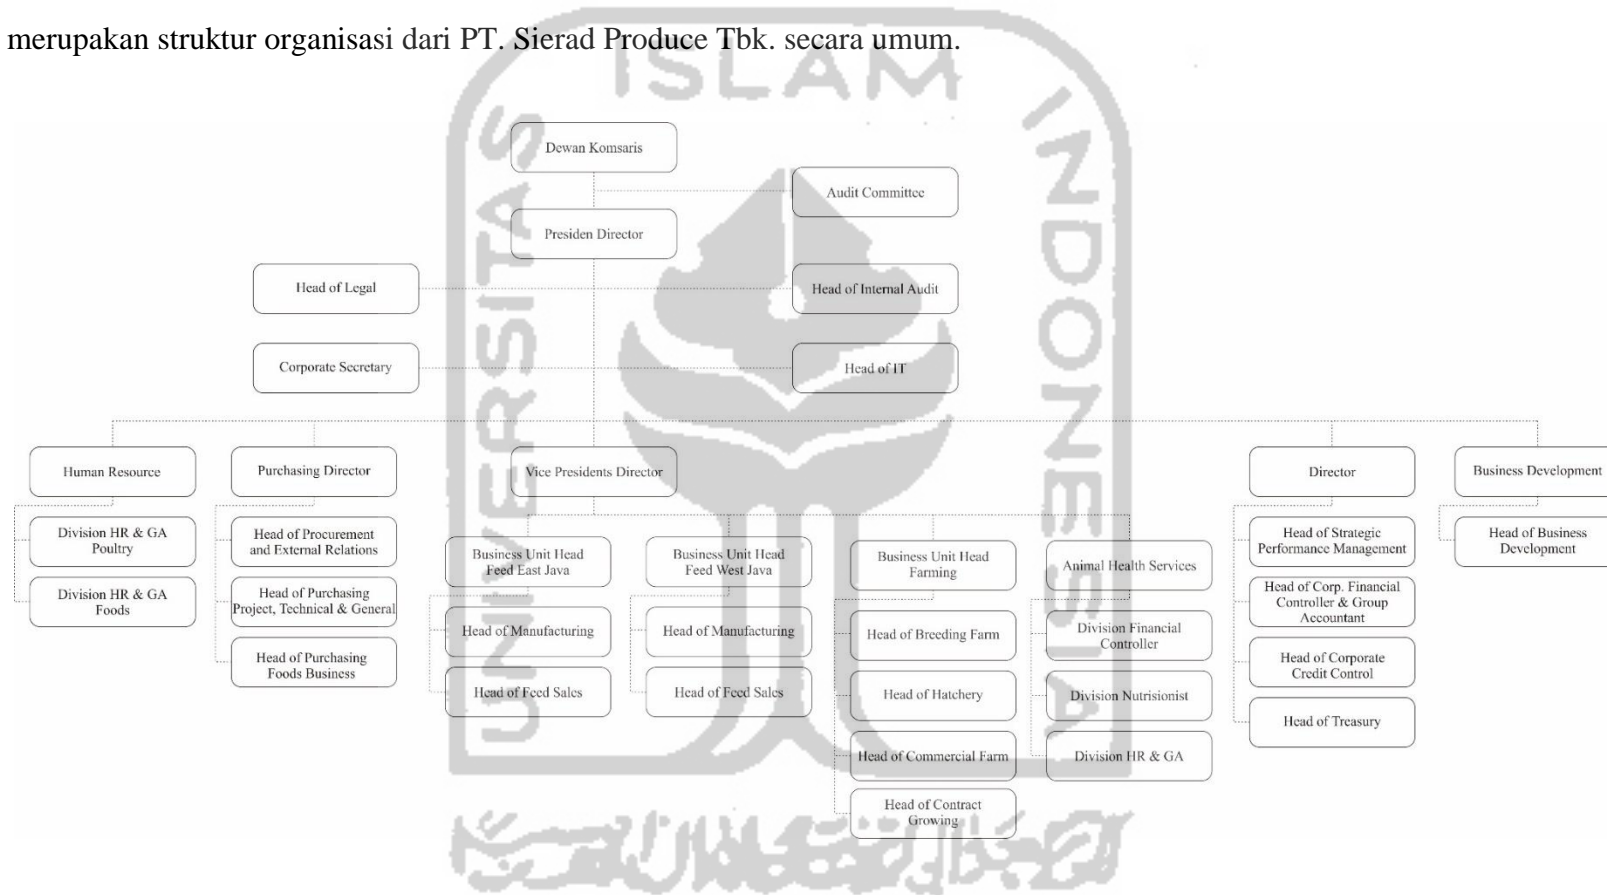 merupakan struktur organisasi dari PT. Sierad Produce Tbk. secara umum.
ISLAM
UNIVERSITAS
INDONESIA
Dewan Komsaris
Audit Committee
Presiden Director
Head of Legal
Head of Internal Audit
Corporate Secretary
Head of IT
Human Resource
Division HR & GA
Poultry
Division HR & GA
Foods
Purchasing Director
Head of Procurement
and External Relations
Head of Purchasing
Project, Technical & General
Head of Purchasing
Foods Business
Vice Presidents Director
Business Unit Head
Feed East Java
Head of Manufacturing
Head of Feed Sales
Business Unit Head
Feed West Java
Head of Manufacturing
Head of Feed Sales
Business Unit Head
Farming
Head of Breeding Farm
Head of Hatchery
Head of Commercial Farm
Head of Contract
Growing
Animal Health Services
Division Financial
Controller
Division Nutrisionist
Division HR & GA
Director
Head of Strategic
Performance Management
Head of Corp. Financial
Controller & Group
Accountant
Head of Corporate
Credit Control
Head of Treasury
Business Development
Head of Business
Development